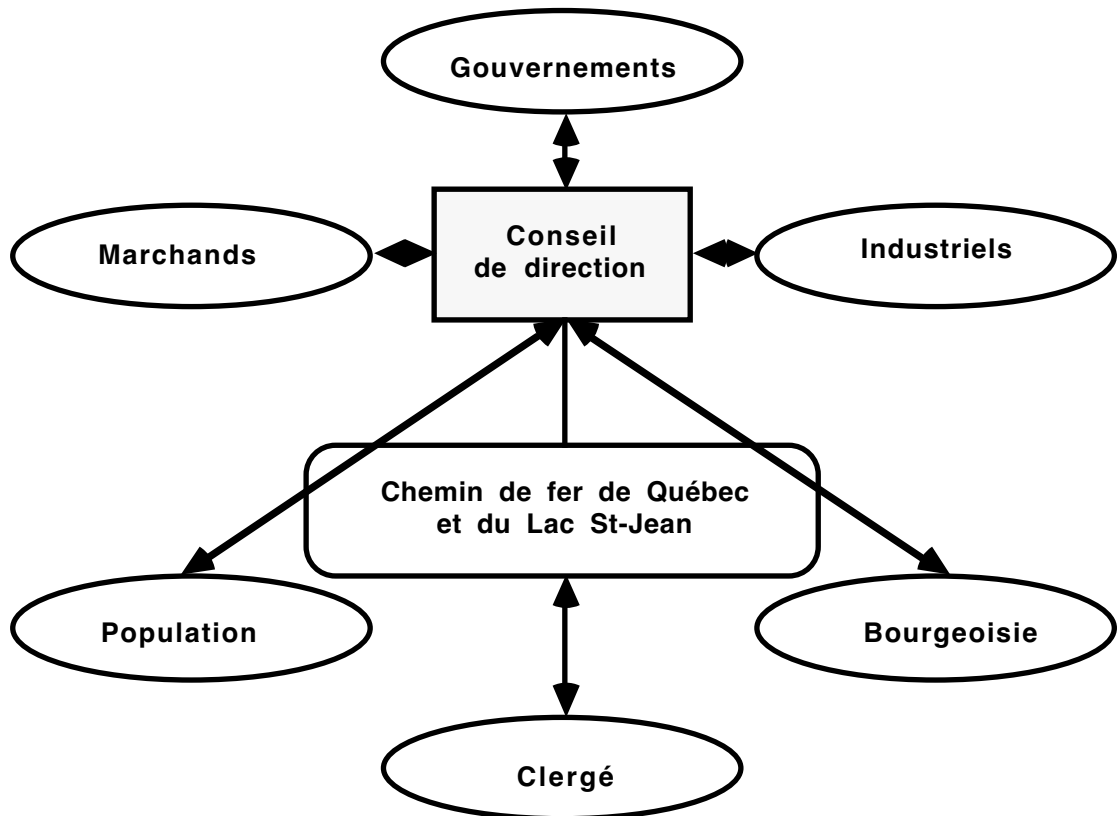 Gouvernements
Marchands
Conseil
de direction
Industriels
Chemin de fer de Québec
et du Lac St-Jean
Population
Bourgeoisie
Clergé